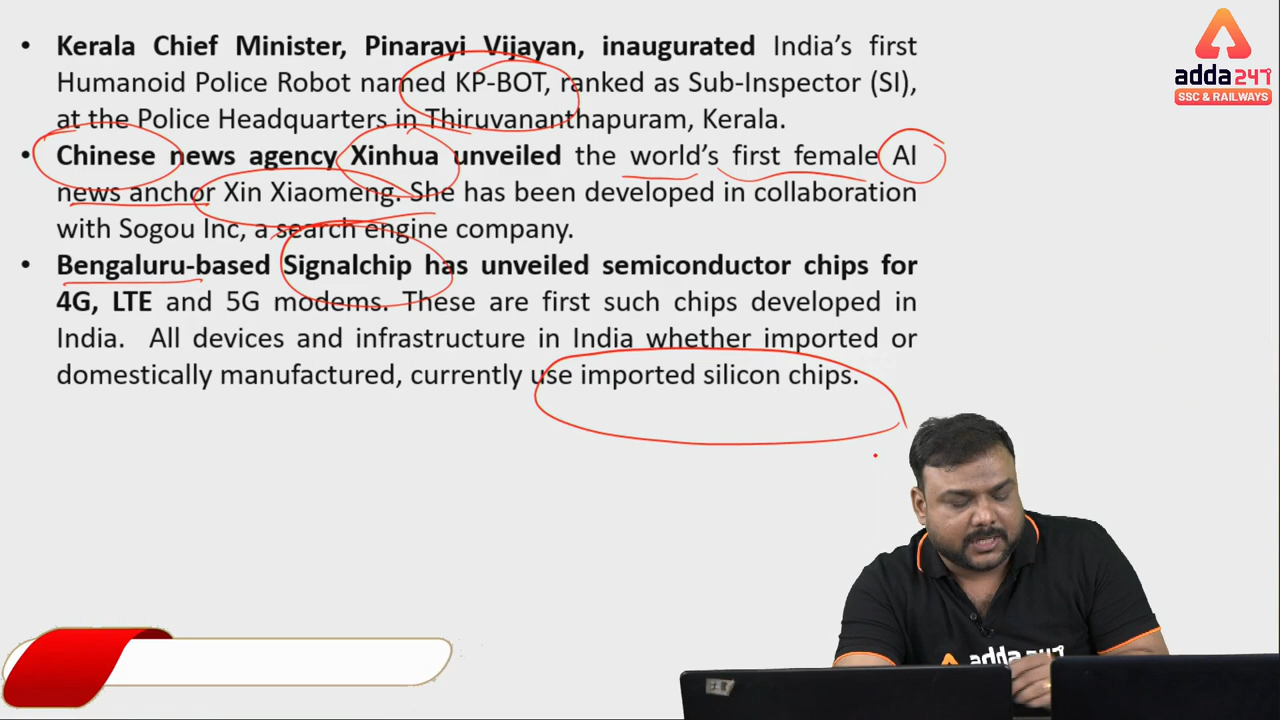 Kerala Chief Minister, Pinarayi Vijayan, inaugurated India's first
Humanoid Police Robot named KP-BOT, ranked as Sub-Inspector (SI),
at the Police Headquarters in Thiruvananthapuram, Kerala.
Chinese news agency Xinhua unveiled the world's first female AI
news anchor Xin Xiaomeng. She has been developed in collaboration
with Sogou Inc, a search engine company.
Bengaluru-based Signalchip has unveiled semiconductor chips for
4G, LTE and 5G modems. These are first such chips developed in
India. All devices and infrastructure in India whether imported or
domestically manufactured, currently use imported silicon chips.
adda247
SSC & RAILWAYS
adda247